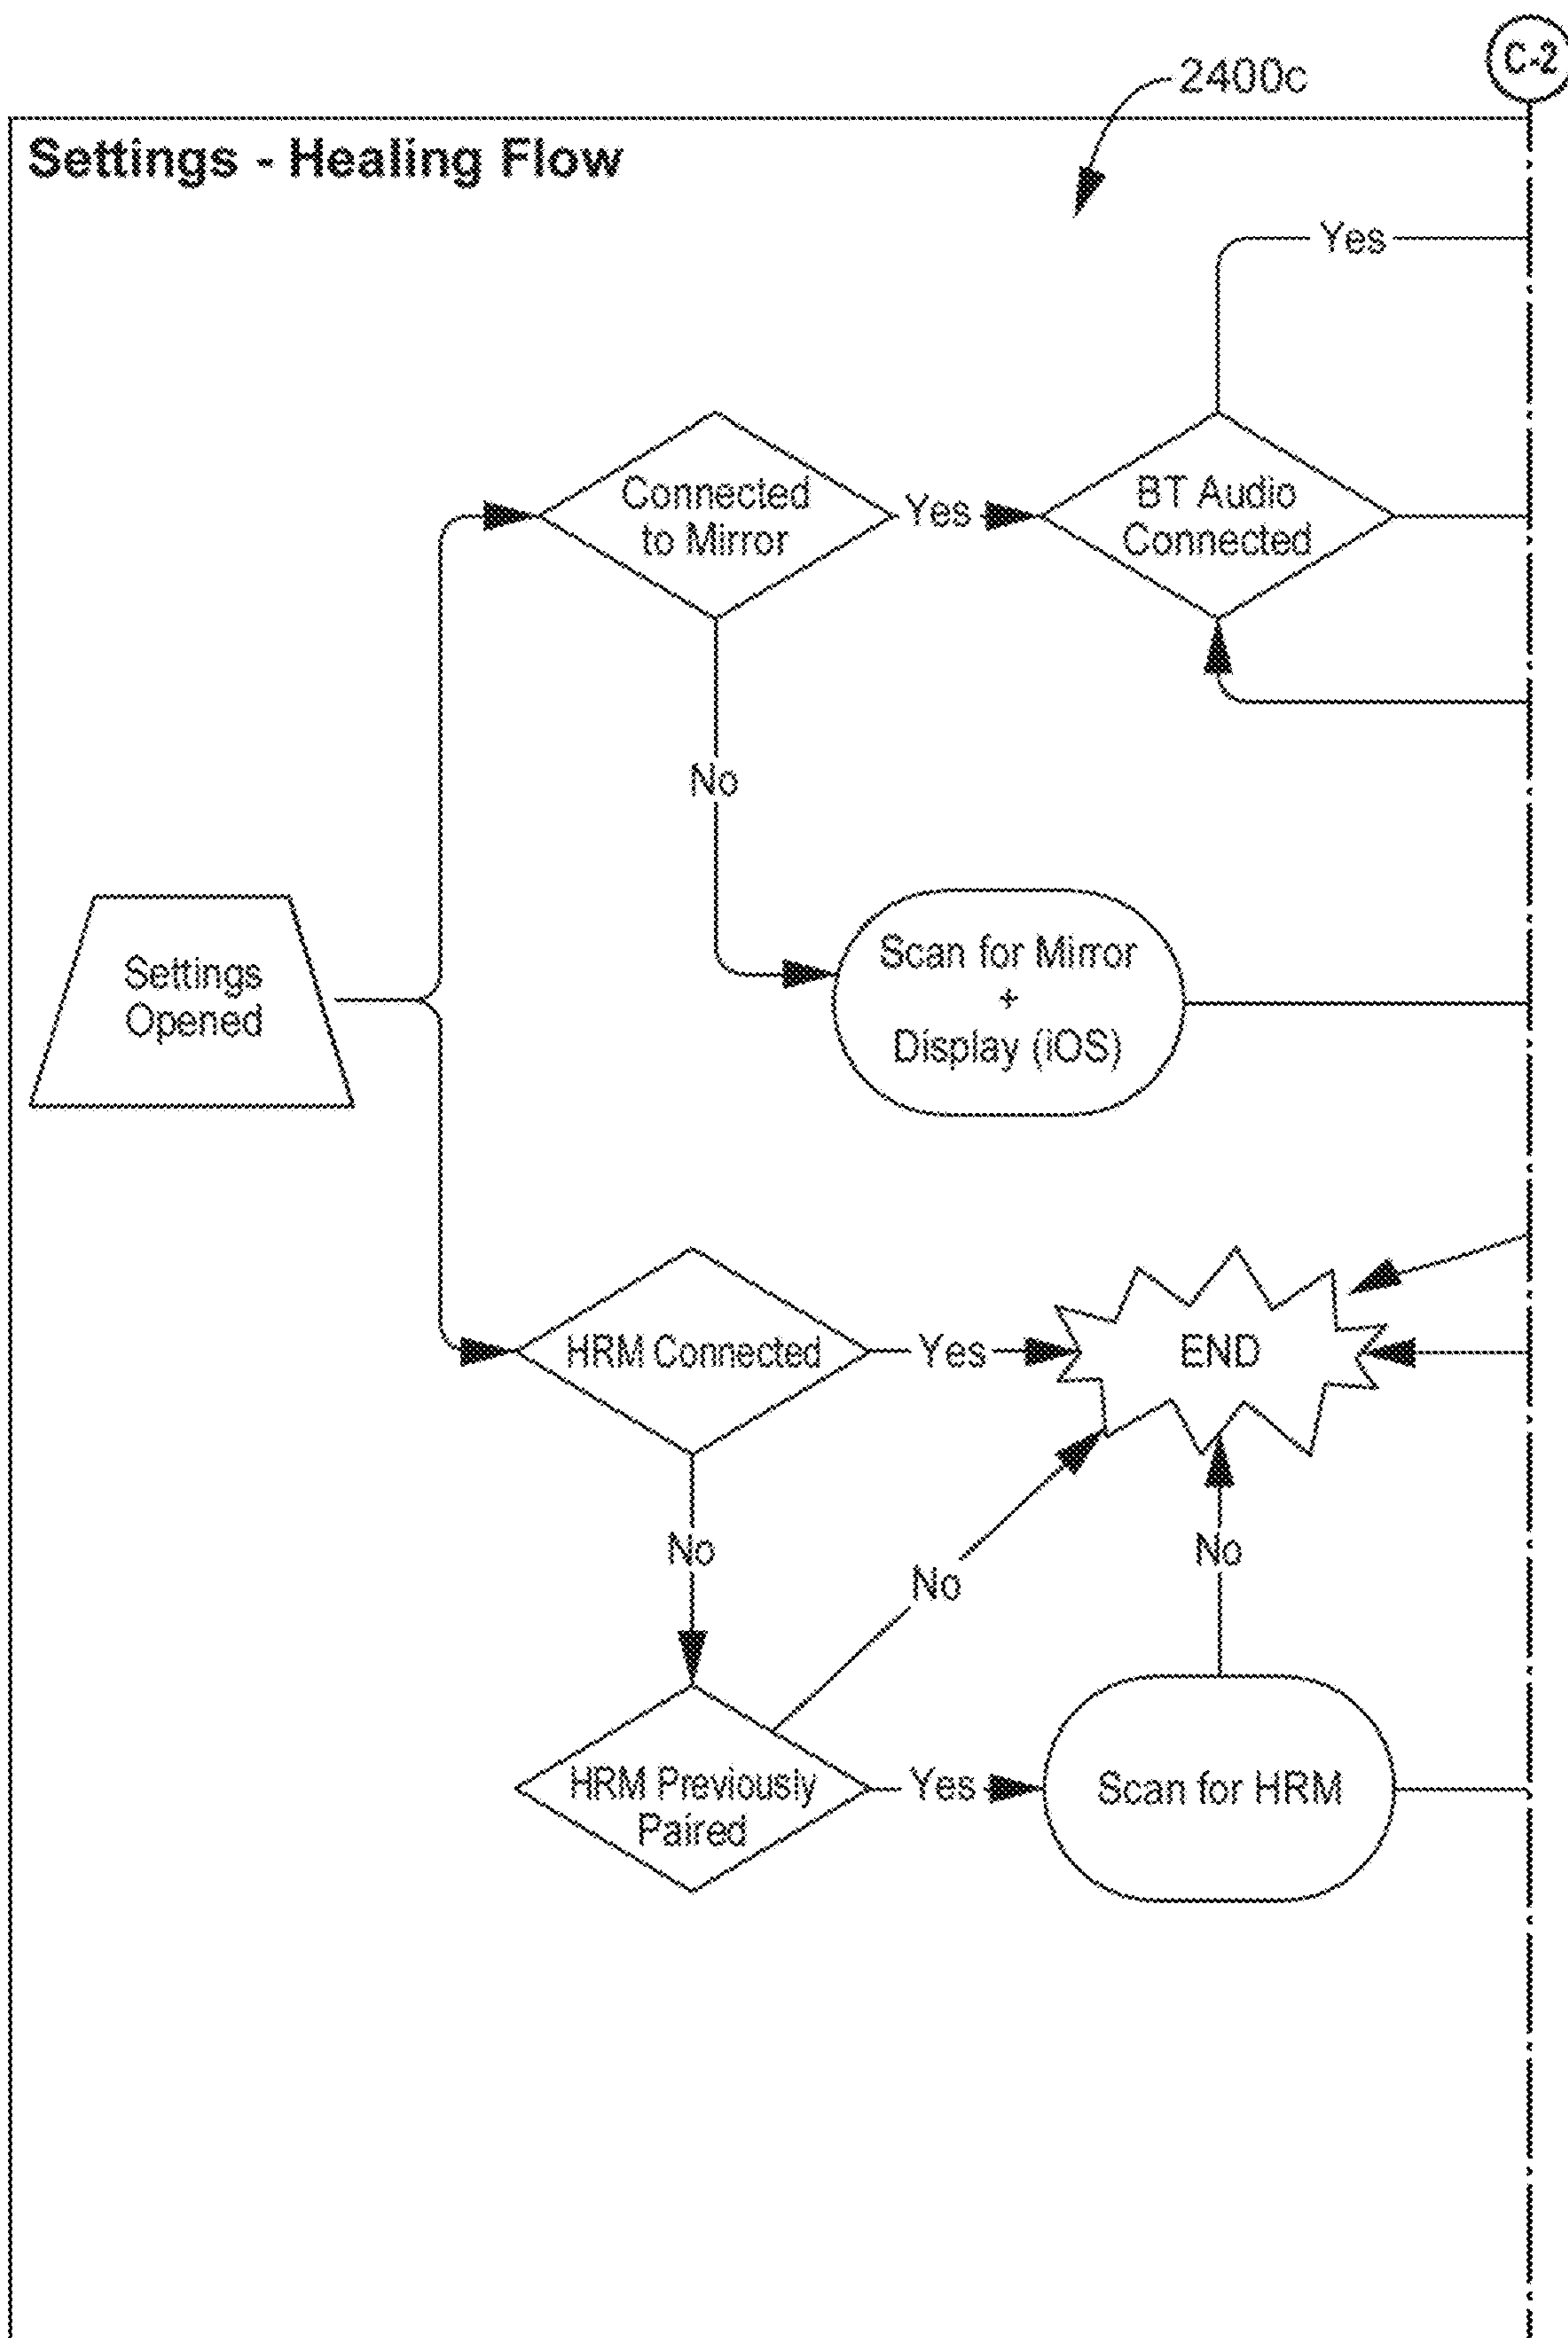 C-2
2400c
Settings - Healing Flow
Yes
Connected
to Mirror
Yes
BT Audio
Connected
No
Settings
Opened
Scan for Mirror
+
Display (iOS)
HRM Connected
Yes
END
No
No
No
HRM Previously
Paired
Yes
Scan for HRM